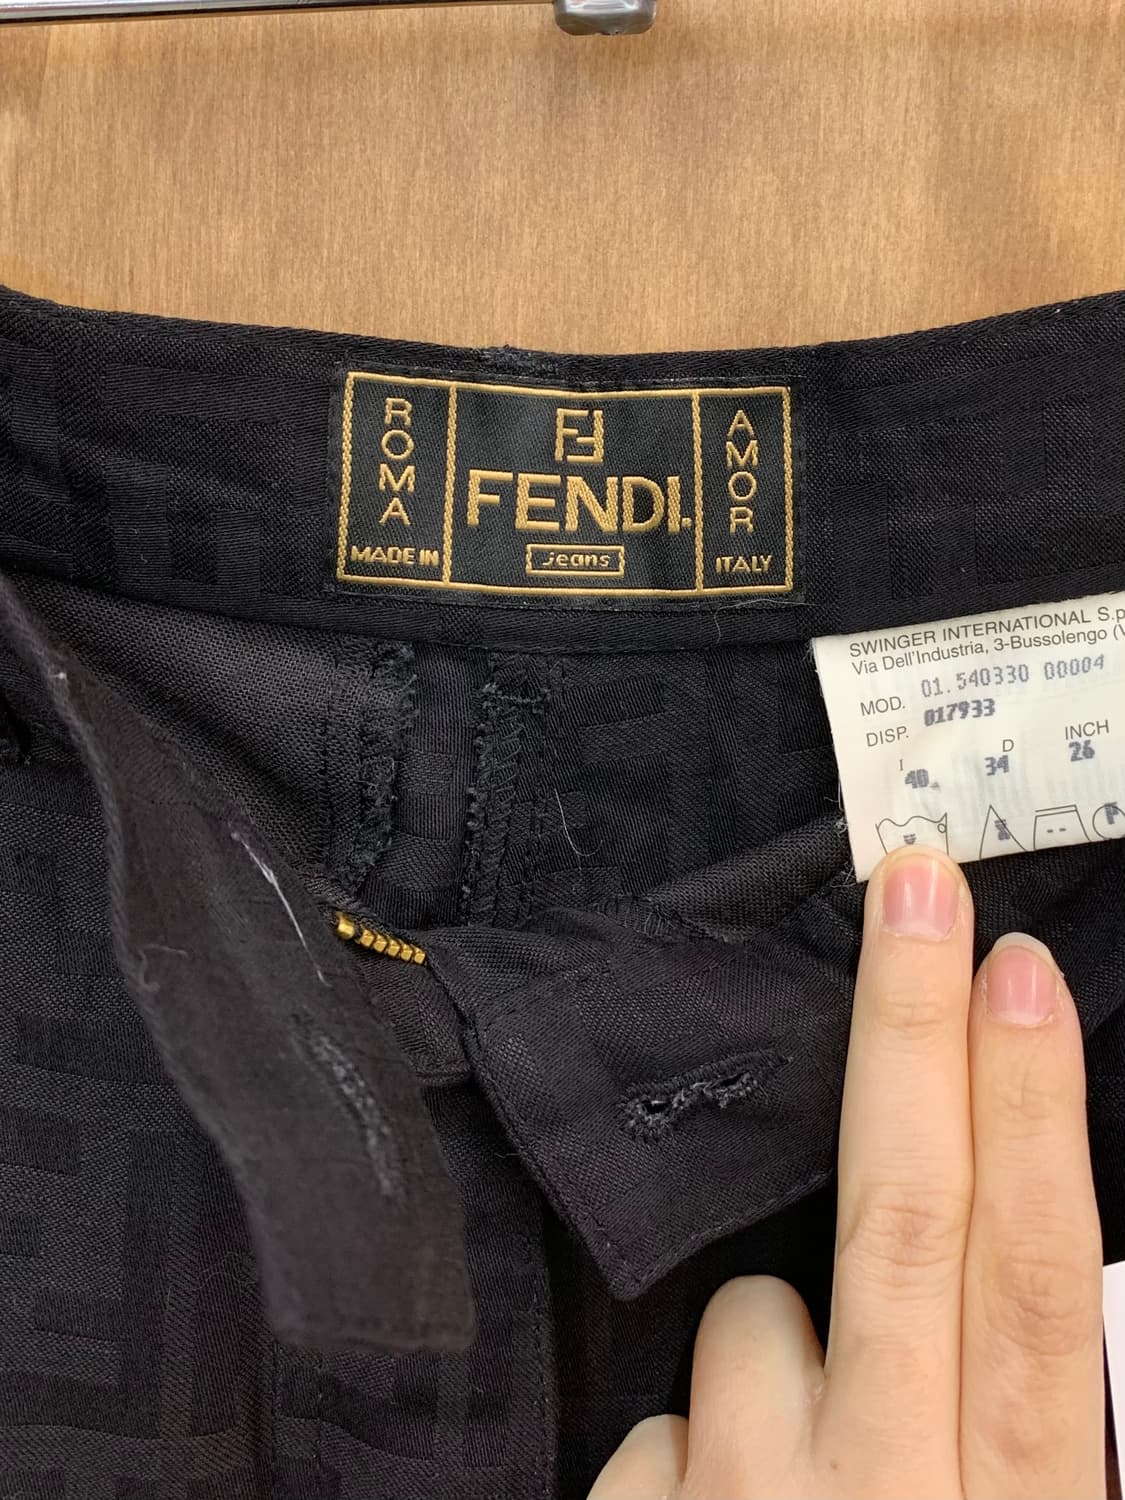 ROMA
MADE IN
FF
FENDI.
jeans
AMOR
ITALY
SWINGER INTERNATIONAL S.p
Via Dell'Industria, 3-Bussolengo (V
MOD. 01.540330 00004
DISP. 017933
I D INCH
40 34 26